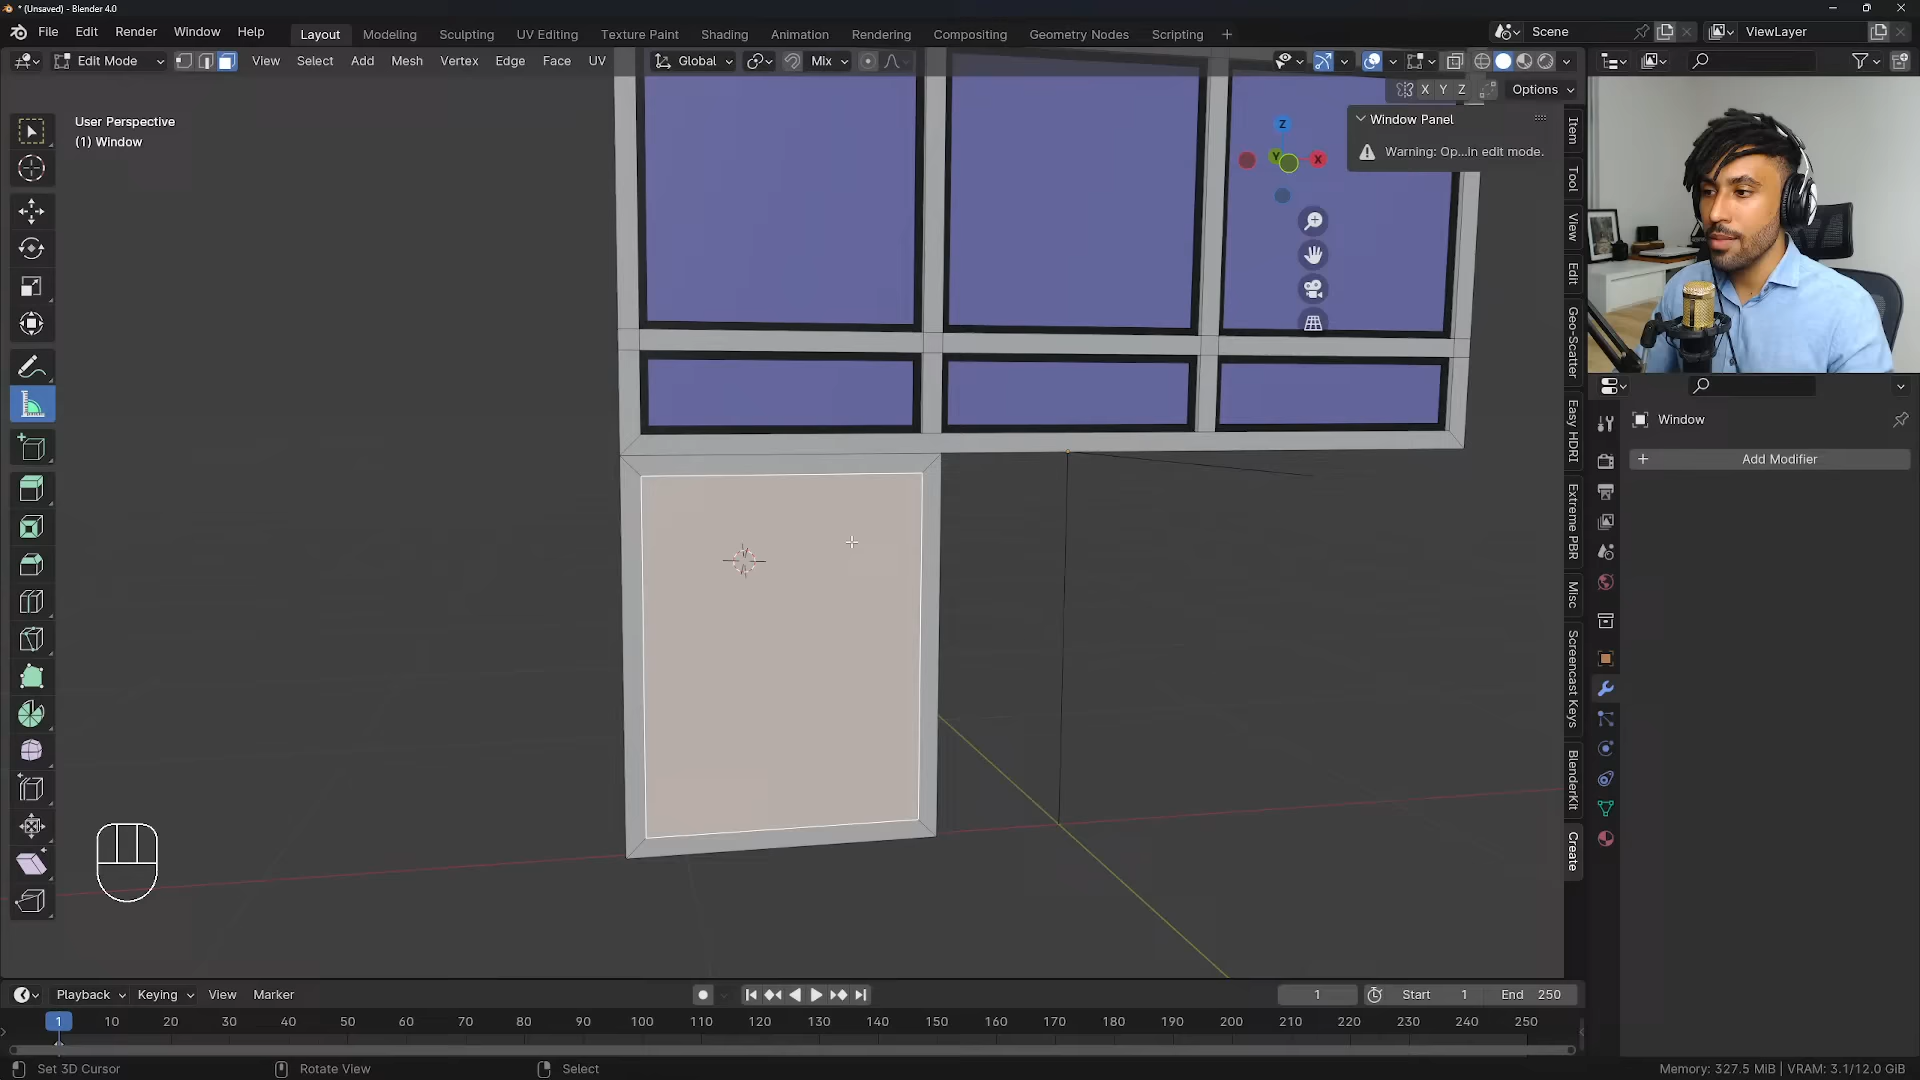 * (Unsaved) - Blender 4.0
File Edit Render Window Help Layout Modeling Sculpting UV Editing Texture Paint Shading Animation Rendering Compositing Geometry Nodes Scripting + Scene ViewLayer
Edit Mode View Select Add Mesh Vertex Edge Face UV Global Mix
X Y Z Options
User Perspective
(1) Window
Window Panel
Warning: Op...in edit mode.
Z
Y
X
Item
Tool
View
Edit
Geo-Scatter
Easy HDRI
Extreme PBR
Misc
Screencast Keys
BlenderKit
Create
Window
+ Add Modifier
Playback Keying View Marker 1 Start 1 End 250
1 10 20 30 40 50 60 70 80 90 100 110 120 130 140 150 160 170 180 190 200 210 220 230 240 250
Set 3D Cursor Rotate View Select Memory: 327.5 MiB | VRAM: 3.1/12.0 GiB